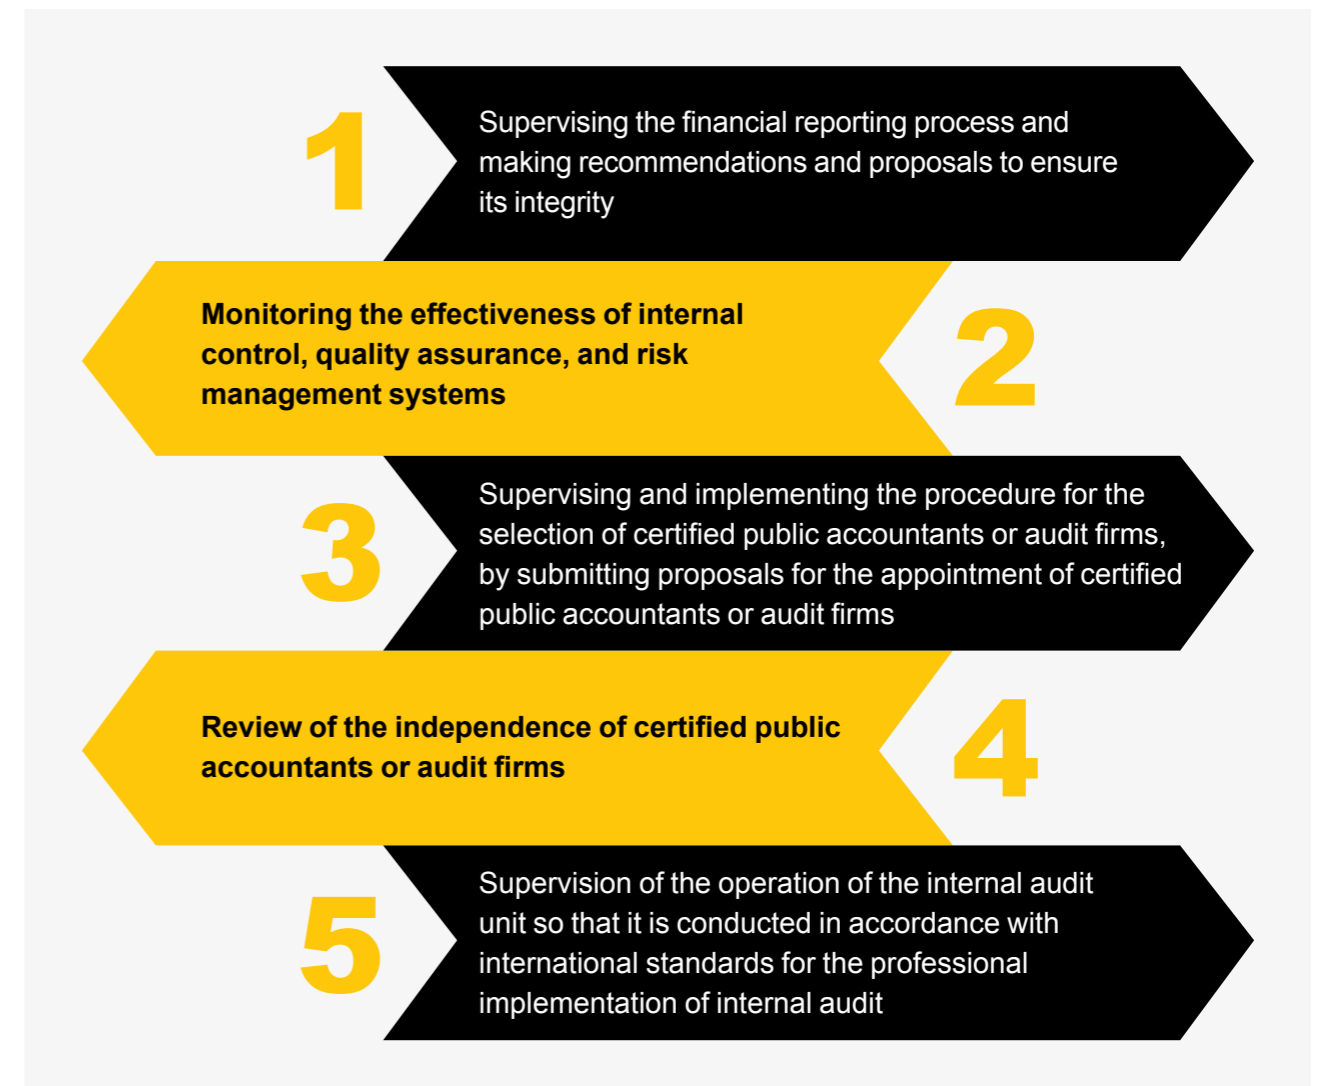 1
Supervising the financial reporting process and
making recommendations and proposals to ensure
its integrity
Monitoring the effectiveness of internal
control, quality assurance, and risk
management systems
2
3
Supervising and implementing the procedure for the
selection of certified public accountants or audit firms,
by submitting proposals for the appointment of certified
public accountants or audit firms
Review of the independence of certified public
accountants or audit firms
4
5
Supervision of the operation of the internal audit
unit so that it is conducted in accordance with
international standards for the professional
implementation of internal audit